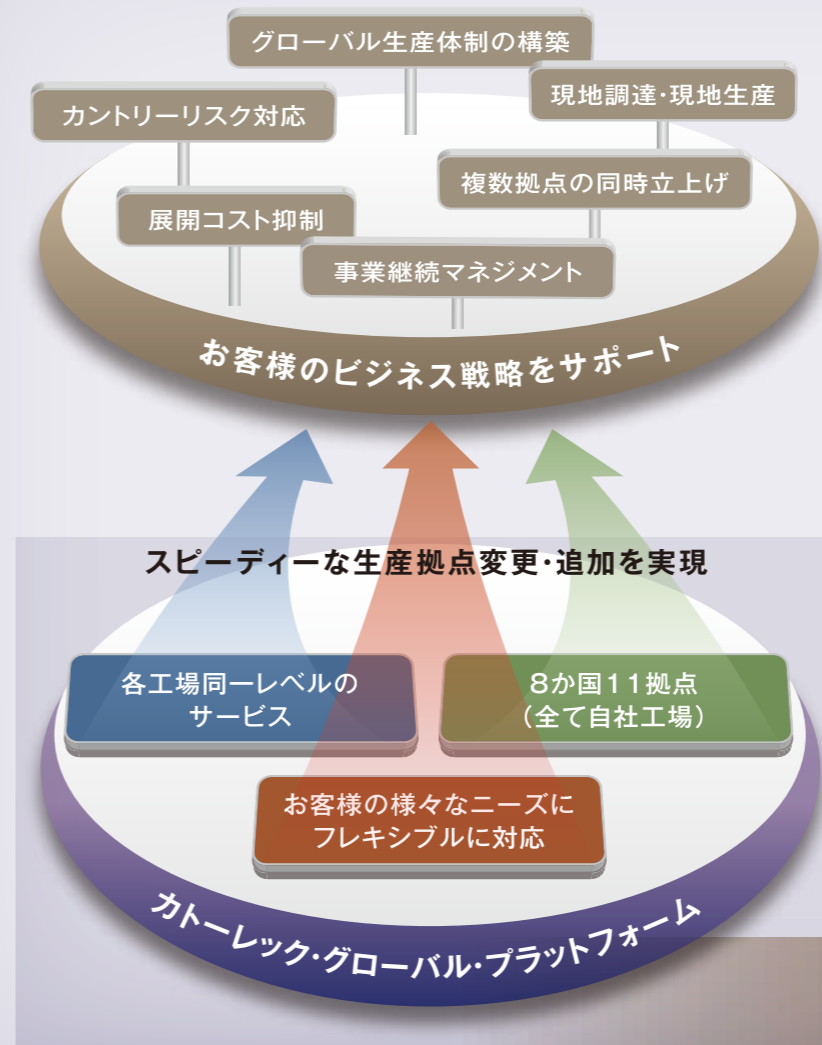 グローバル生産体制の構築
現地調達・現地生産
カントリーリスク対応
複数拠点の同時立上げ
展開コスト抑制
事業継続マネジメント
お客様のビジネス戦略をサポート
スピーディーな生産拠点変更・追加を実現
各工場同一レベルの
サービス
8か国11拠点
（全て自社工場）
お客様の様々なニーズに
フレキシブルに対応
カトーレック・グローバル・プラットフォーム